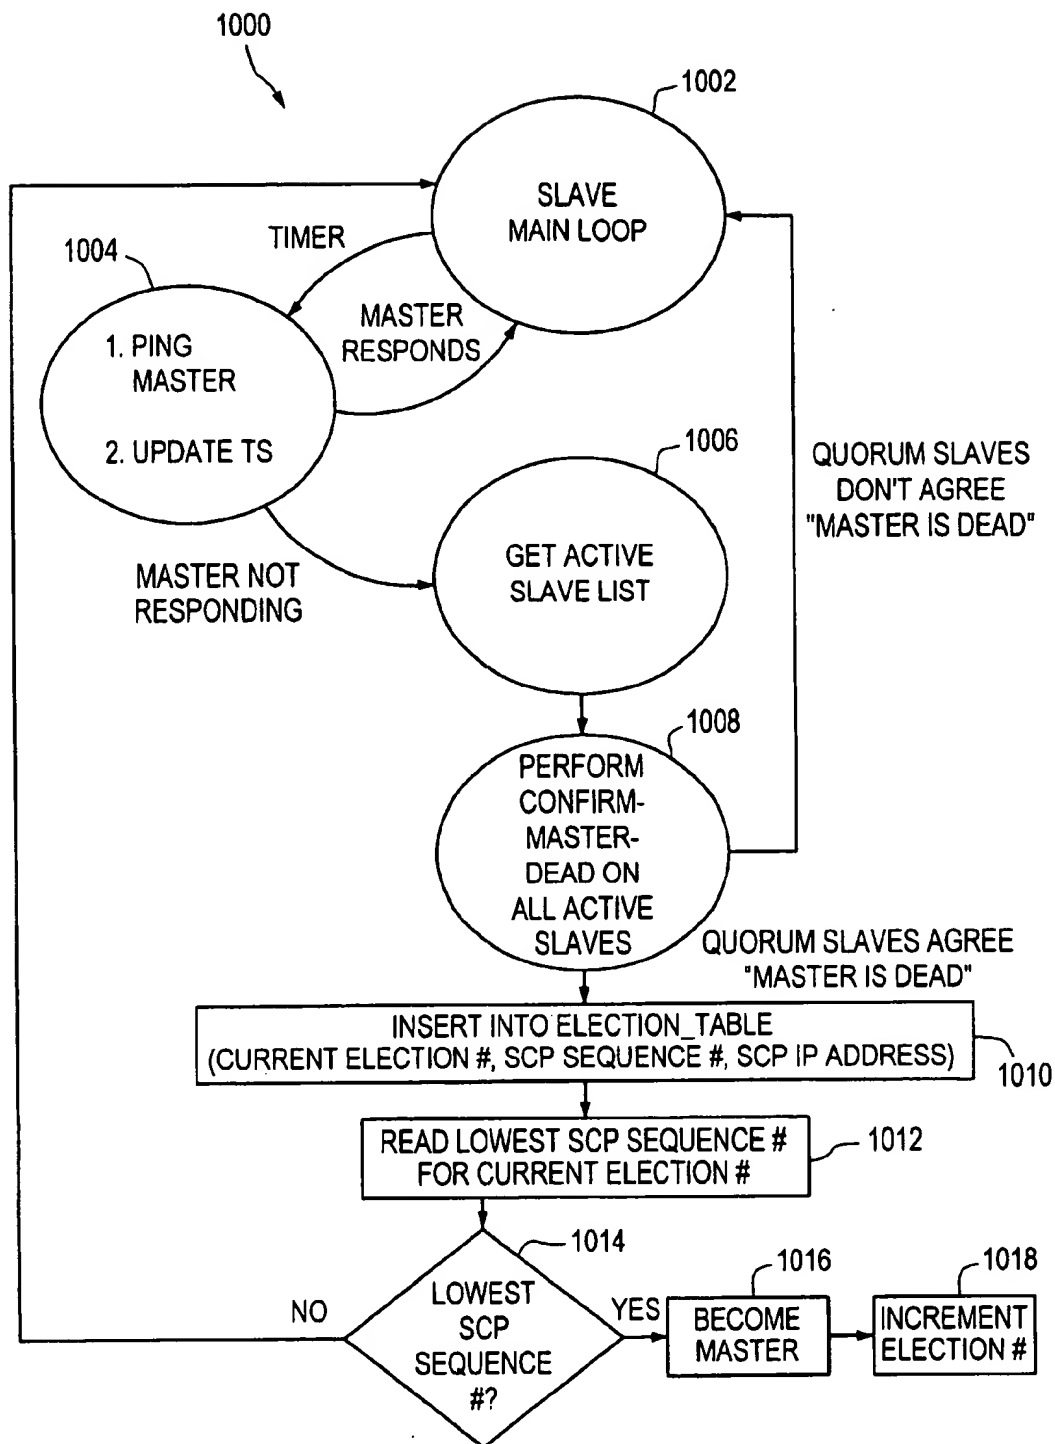 1000
1002
SLAVE
MAIN LOOP
TIMER
1004
MASTER
RESPONDS
1. PING
MASTER
2. UPDATE TS
1006
QUORUM SLAVES
DON'T AGREE
"MASTER IS DEAD"
GET ACTIVE
SLAVE LIST
MASTER NOT
RESPONDING
1008
PERFORM
CONFIRM-
MASTER-
DEAD ON
ALL ACTIVE
SLAVES
QUORUM SLAVES AGREE
"MASTER IS DEAD"
INSERT INTO ELECTION_TABLE
(CURRENT ELECTION #, SCP SEQUENCE #, SCP IP ADDRESS)
1010
READ LOWEST SCP SEQUENCE #
FOR CURRENT ELECTION #
1012
1014
LOWEST
SCP
SEQUENCE
#?
NO
YES
1016
BECOME
MASTER
1018
INCREMENT
ELECTION #